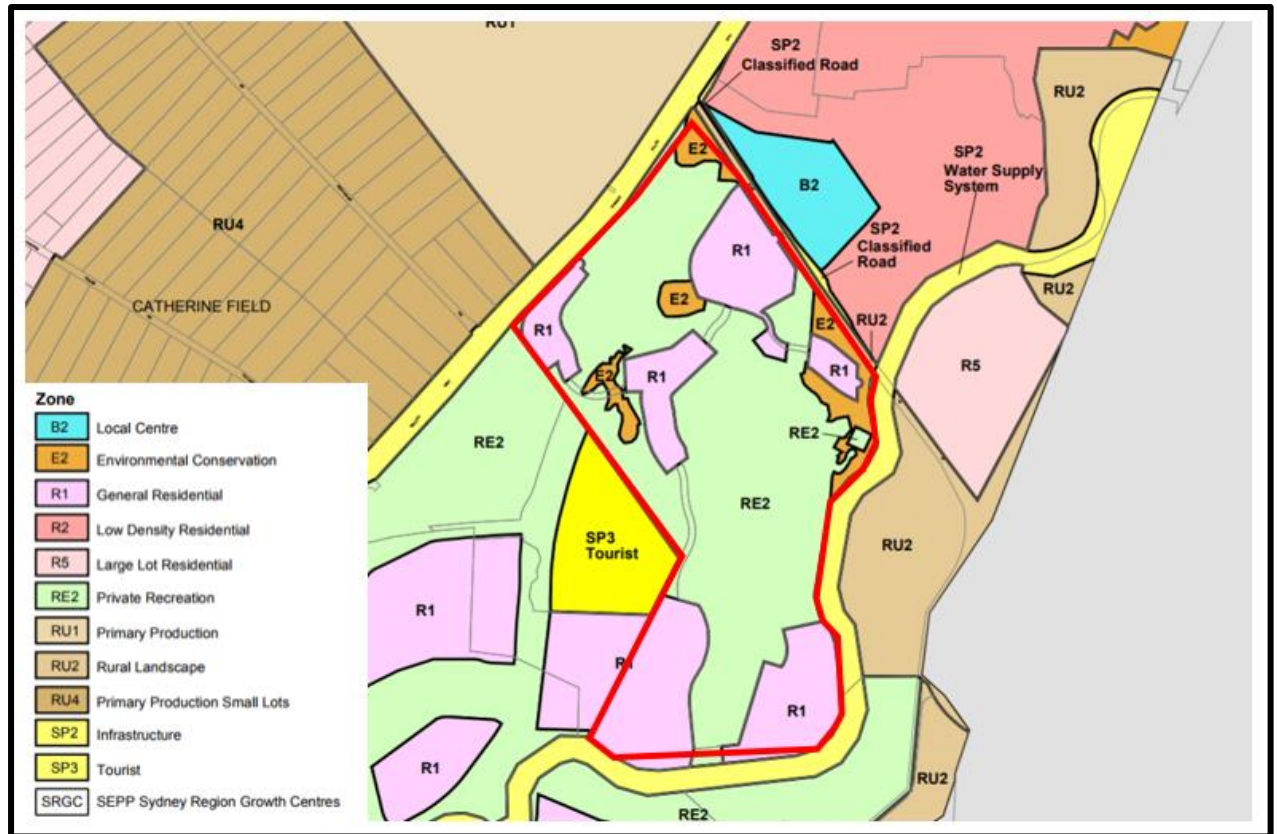 RU1
SP2
Classified Road
RU2
E2
B2
SP2
Water Supply
System
RU4
SP2
Classified
Road
R1
RU2
E2
CATHERINE FIELD
E2
RU2
R1
R5
R1
E2
R1
RE2
RE2
RE2
SP3
Tourist
RU2
R1
R1
R1
R1
RU2
RE2
Zone
B2 Local Centre
E2 Environmental Conservation
R1 General Residential
R2 Low Density Residential
R5 Large Lot Residential
RE2 Private Recreation
RU1 Primary Production
RU2 Rural Landscape
RU4 Primary Production Small Lots
SP2 Infrastructure
SP3 Tourist
SRGC SEPP Sydney Region Growth Centres